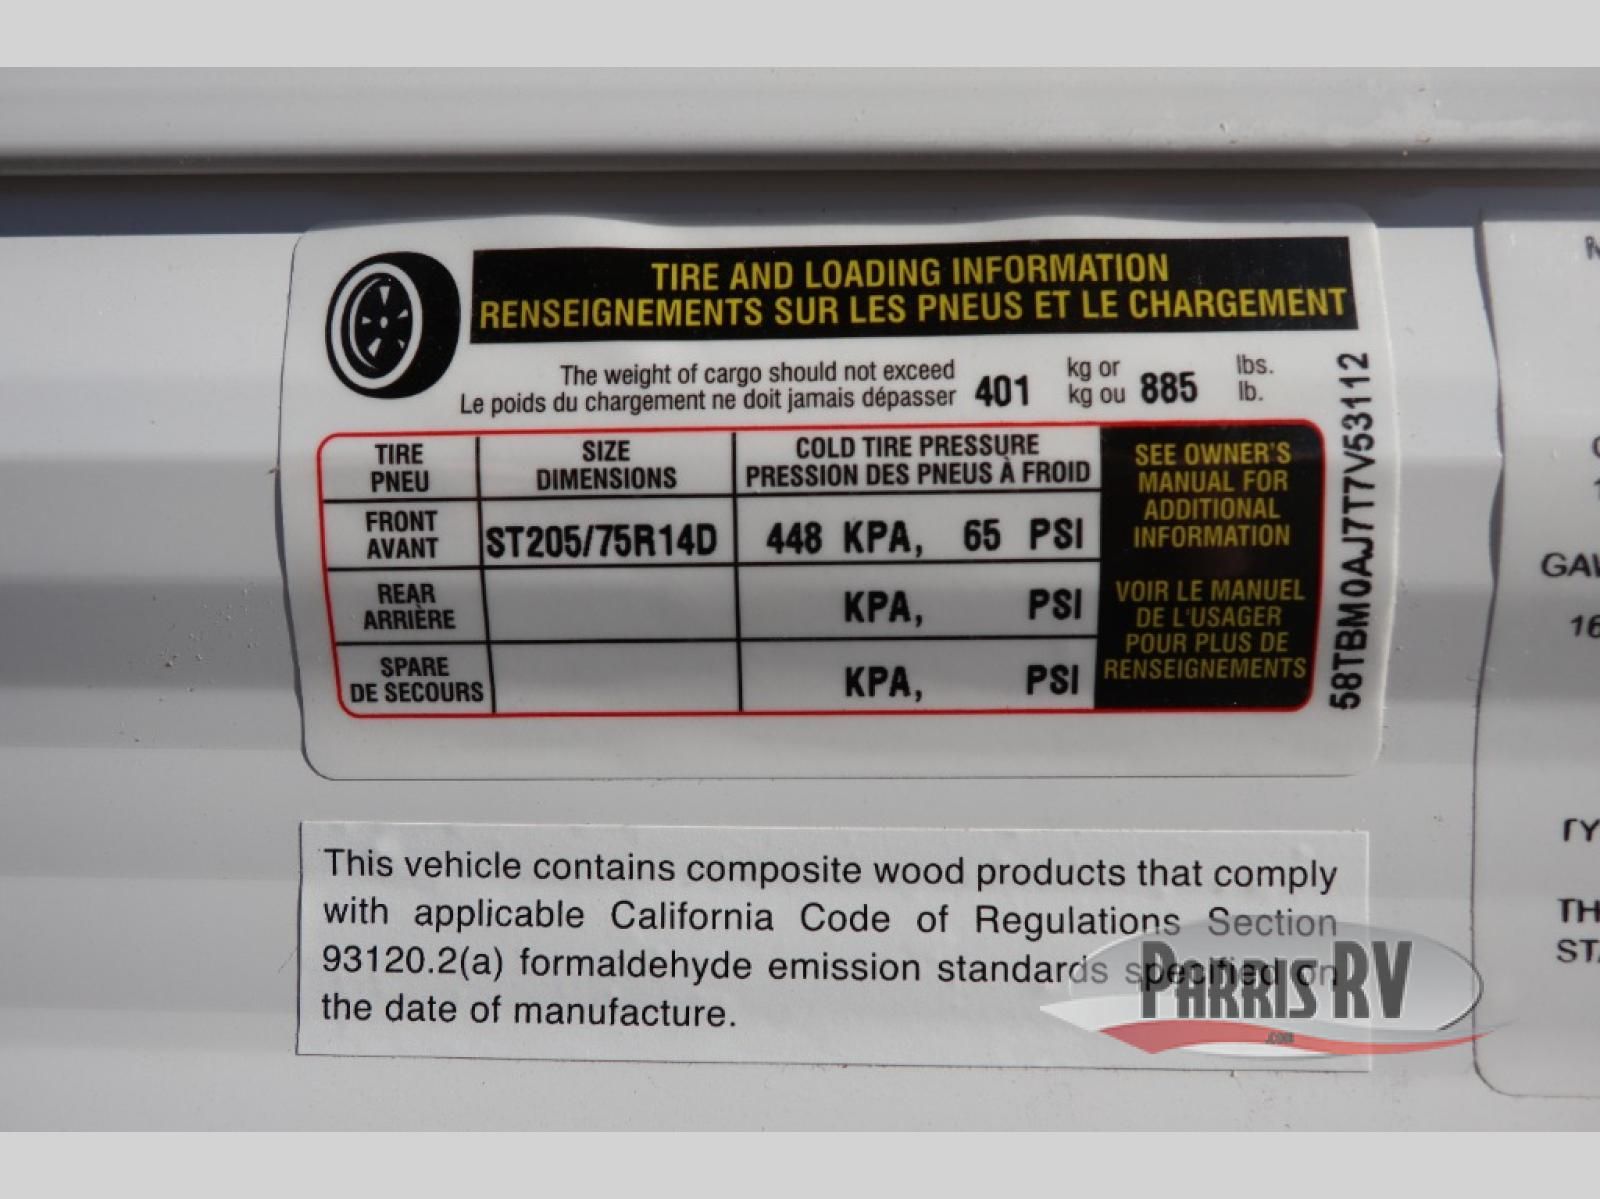 TIRE AND LOADING INFORMATION
RENSEIGNEMENTS SUR LES PNEUS ET LE CHARGEMENT
The weight of cargo should not exceed 401 kg or 885 lbs.
Le poids du chargement ne doit jamais dépasser kg ou lb.
TIRE SIZE COLD TIRE PRESSURE
PNEU DIMENSIONS PRESSION DES PNEUS À FROID
FRONT
AVANT ST205/75R14D 448 KPA, 65 PSI
REAR
ARRIÈRE KPA, PSI
SPARE
DE SECOURS KPA, PSI
SEE OWNER'S
MANUAL FOR
ADDITIONAL
INFORMATION
VOIR LE MANUEL
DE L'USAGER
POUR PLUS DE
RENSEIGNEMENTS
58TBM0AJ7T7V53112
This vehicle contains composite wood products that comply
with applicable California Code of Regulations Section
93120.2(a) formaldehyde emission standards specified on
the date of manufacture.
PARRIS RV
.COM